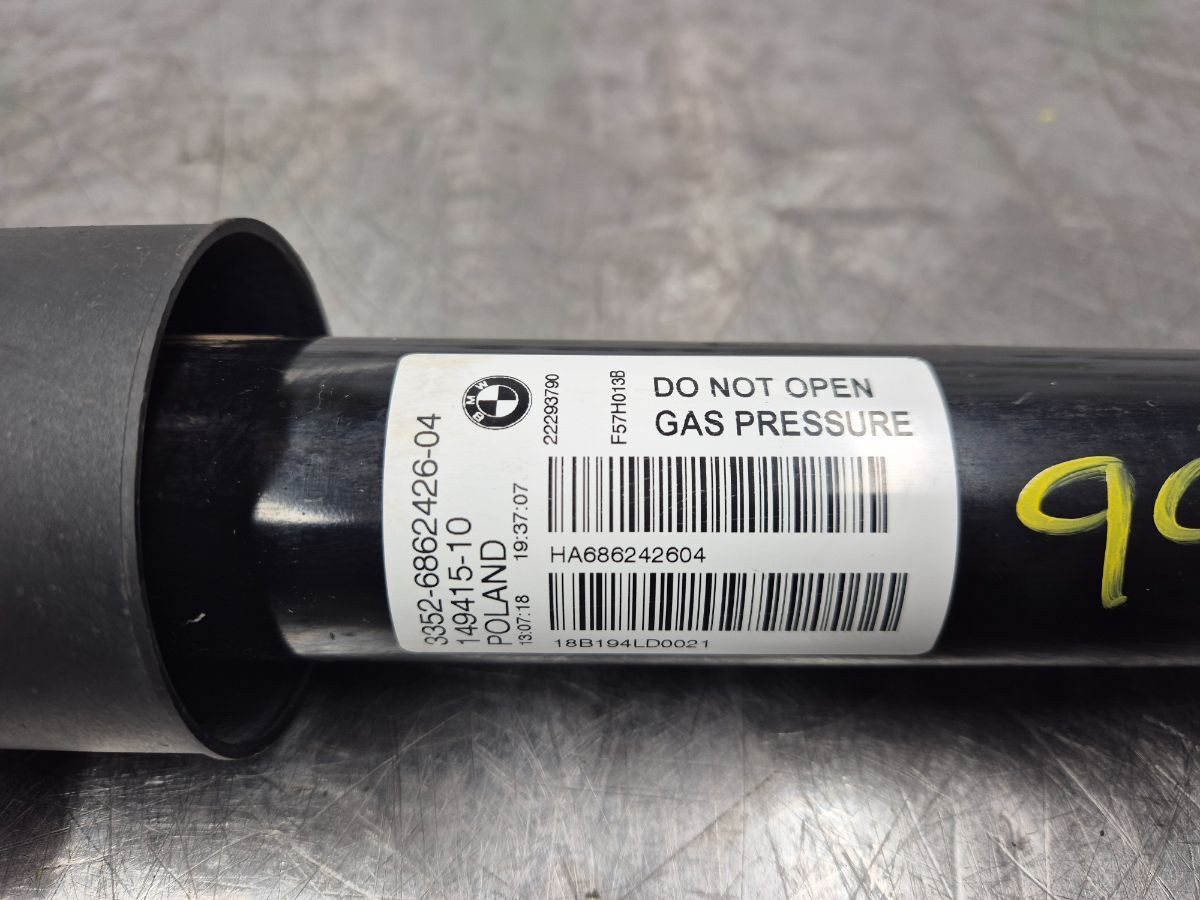 3352-6862426-04
149415-10
POLAND
13:07:18 19:37:07
BMW
22293790
F57H013B
DO NOT OPEN
GAS PRESSURE
HA686242604
18B194LD0021